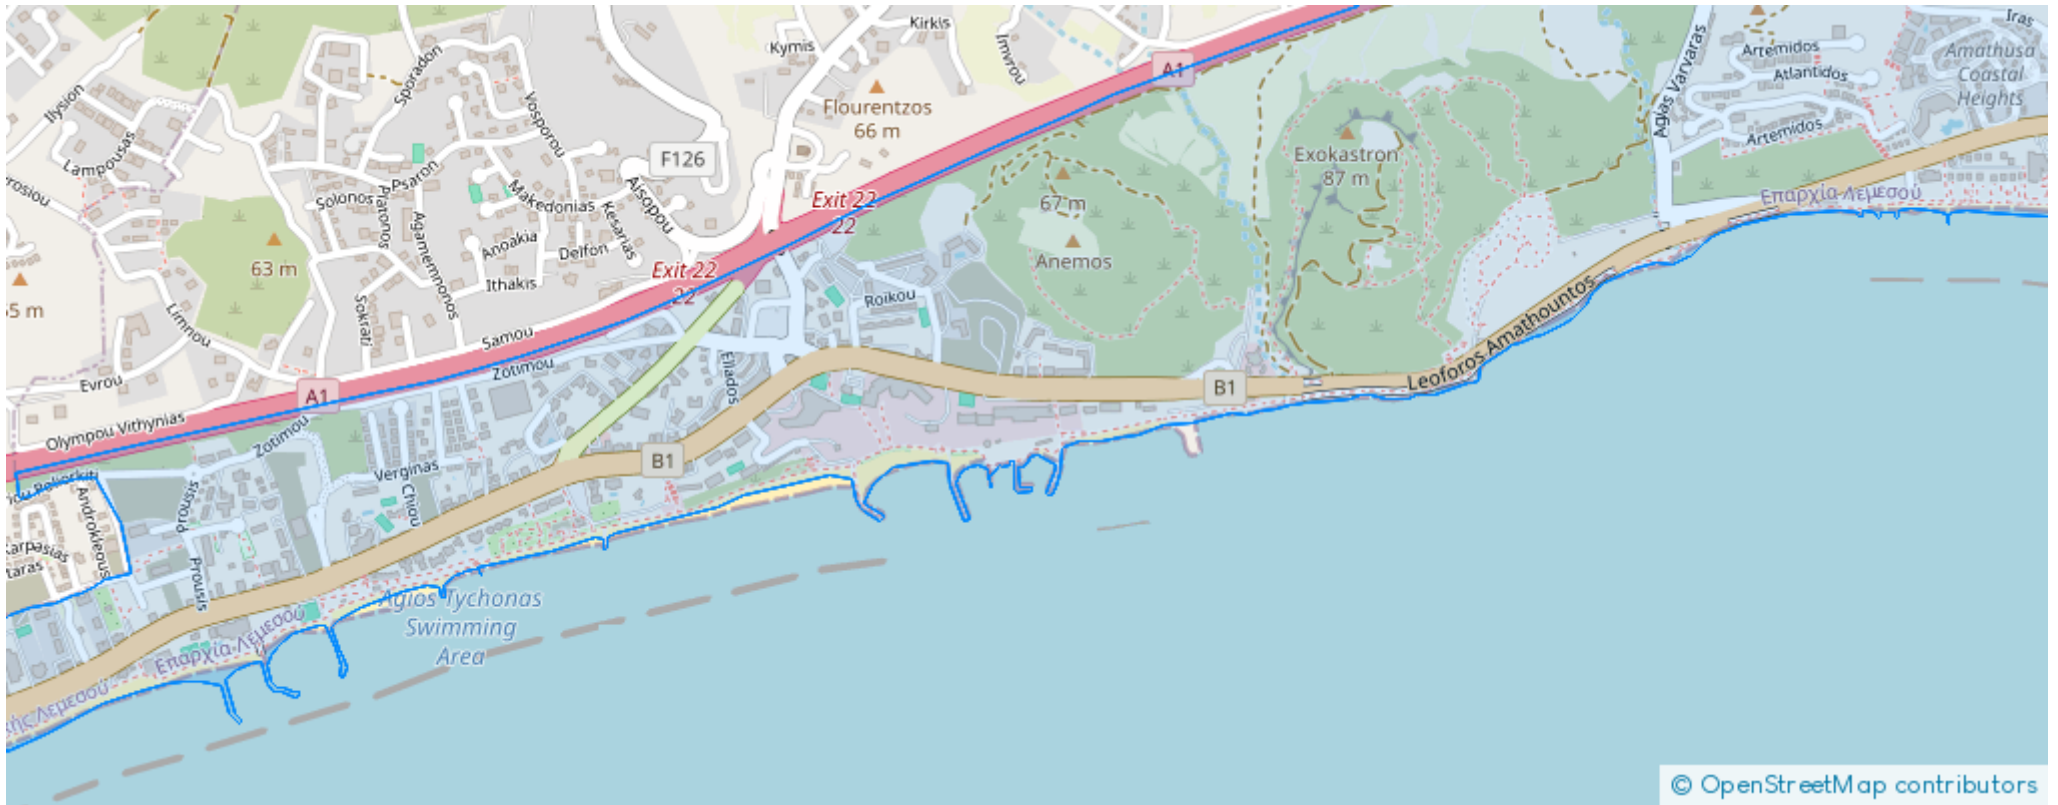 Kirkis
Kymis
Imvrou
A1
Iras
Artemidos
Atlantidos
Artemidos
Amathusa
Coastal
Heights
Agias Varvaras
Ilysion
Sporadon
Vosporou
Flourentzos
66 m
F126
Lampousas
Psaron
Solonos
Platonos
Agamemnonos
Makedonias
Kesarias
Aisopou
Anoakia
Delfon
Ithakis
Exit 22
22
Exit 22
22
67 m
Anemos
Exokastron
87 m
Επαρχία Λεμεσού
63 m
Limnou
Sokrati
Samou
Zotimou
Roikou
Eliados
Leoforos Amathountos
B1
Evrou
A1
Olympou Vithynias
Zotimou
Verginas
Chiou
B1
Prousis
Androkleous
Karpasias
Prousis
Επαρχία Λεμεσού
Agios Tychonas
Swimming
Area
Λεμεσού
© OpenStreetMap contributors